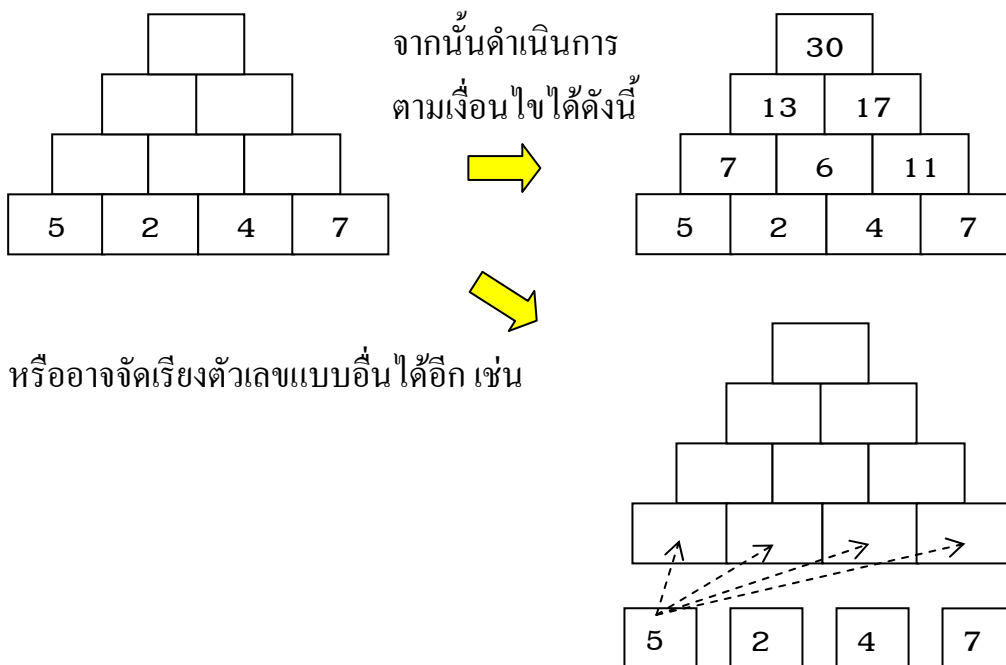 จากนั้นดำเนินการ
ตามเงื่อนไขได้ดังนี้
5 2 4 7
30
13 17
7 6 11
5 2 4 7
หรืออาจจัดเรียงตัวเลขแบบอื่นได้อีก เช่น
5 2 4 7